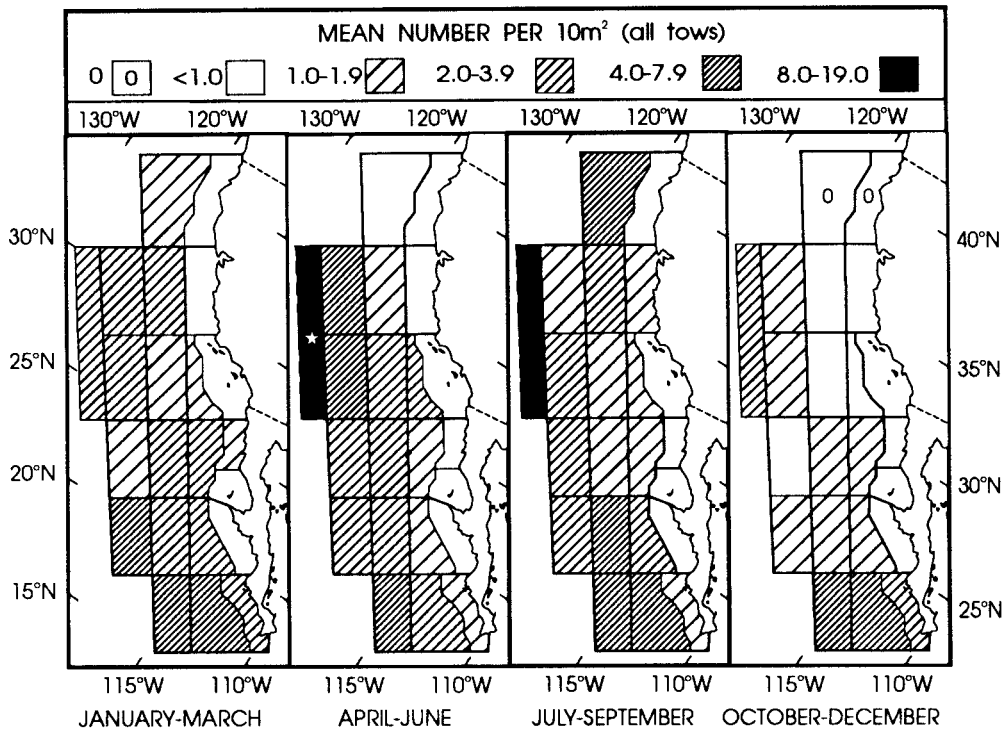 MEAN NUMBER PER 10m² (all tows)
0 0 <1.0 1.0-1.9 2.0-3.9 4.0-7.9 8.0-19.0
130°W 120°W 130°W 120°W 130°W 120°W 130°W 120°W
0 0
30°N 40°N
25°N 35°N
20°N 30°N
15°N 25°N
115°W 110°W 115°W 110°W 115°W 110°W 115°W 110°W
JANUARY-MARCH APRIL-JUNE JULY-SEPTEMBER OCTOBER-DECEMBER